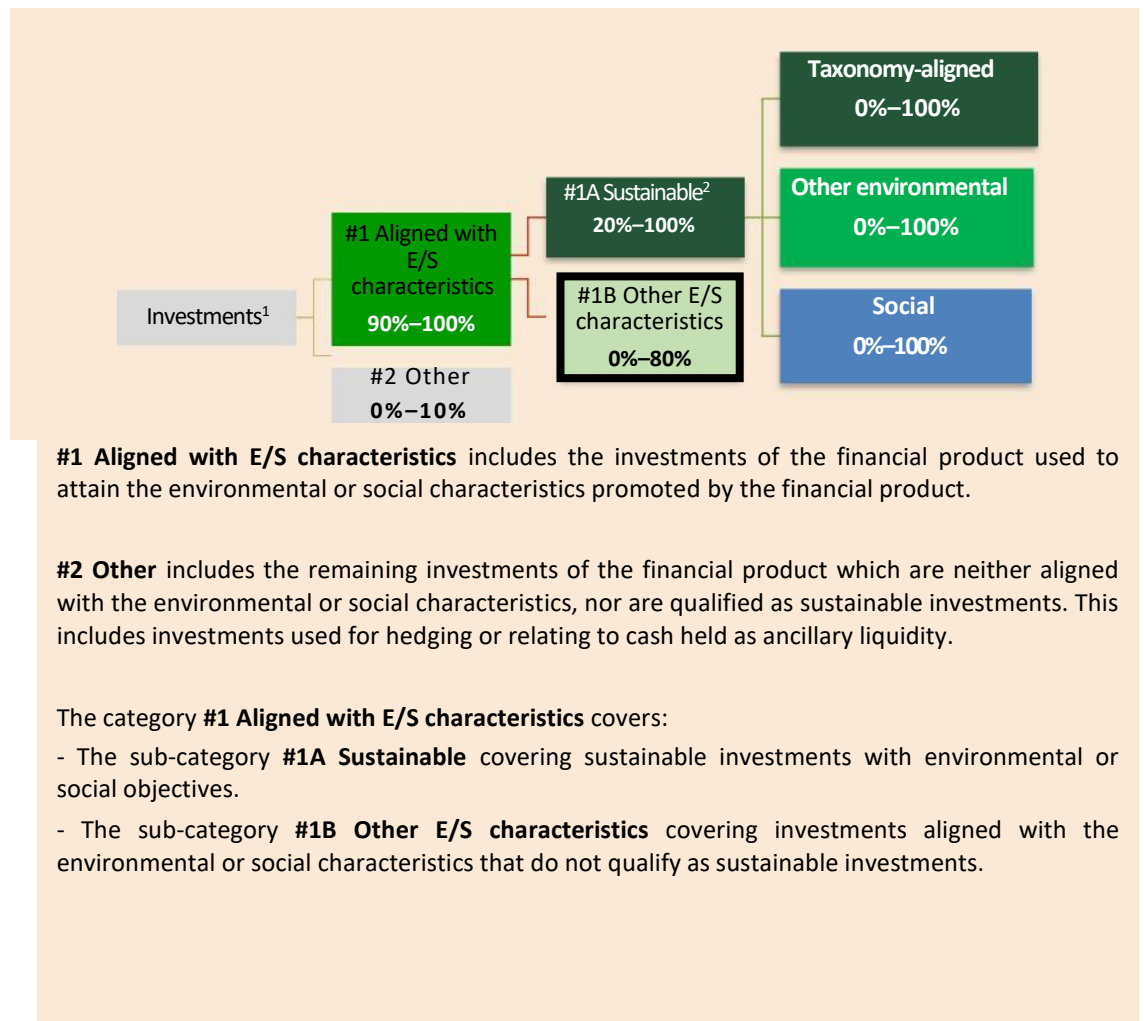 Taxonomy-aligned
0%–100%
Other environmental
0%–100%
Social
0%–100%
#1A Sustainable2
20%–100%
#1B Other E/S
characteristics
0%–80%
#1 Aligned with
E/S
characteristics
90%–100%
Investments1
#2 Other
0%–10%
#1 Aligned with E/S characteristics includes the investments of the financial product used to
attain the environmental or social characteristics promoted by the financial product.
#2 Other includes the remaining investments of the financial product which are neither aligned
with the environmental or social characteristics, nor are qualified as sustainable investments. This
includes investments used for hedging or relating to cash held as ancillary liquidity.
The category #1 Aligned with E/S characteristics covers:
- The sub-category #1A Sustainable covering sustainable investments with environmental or
social objectives.
- The sub-category #1B Other E/S characteristics covering investments aligned with the
environmental or social characteristics that do not qualify as sustainable investments.